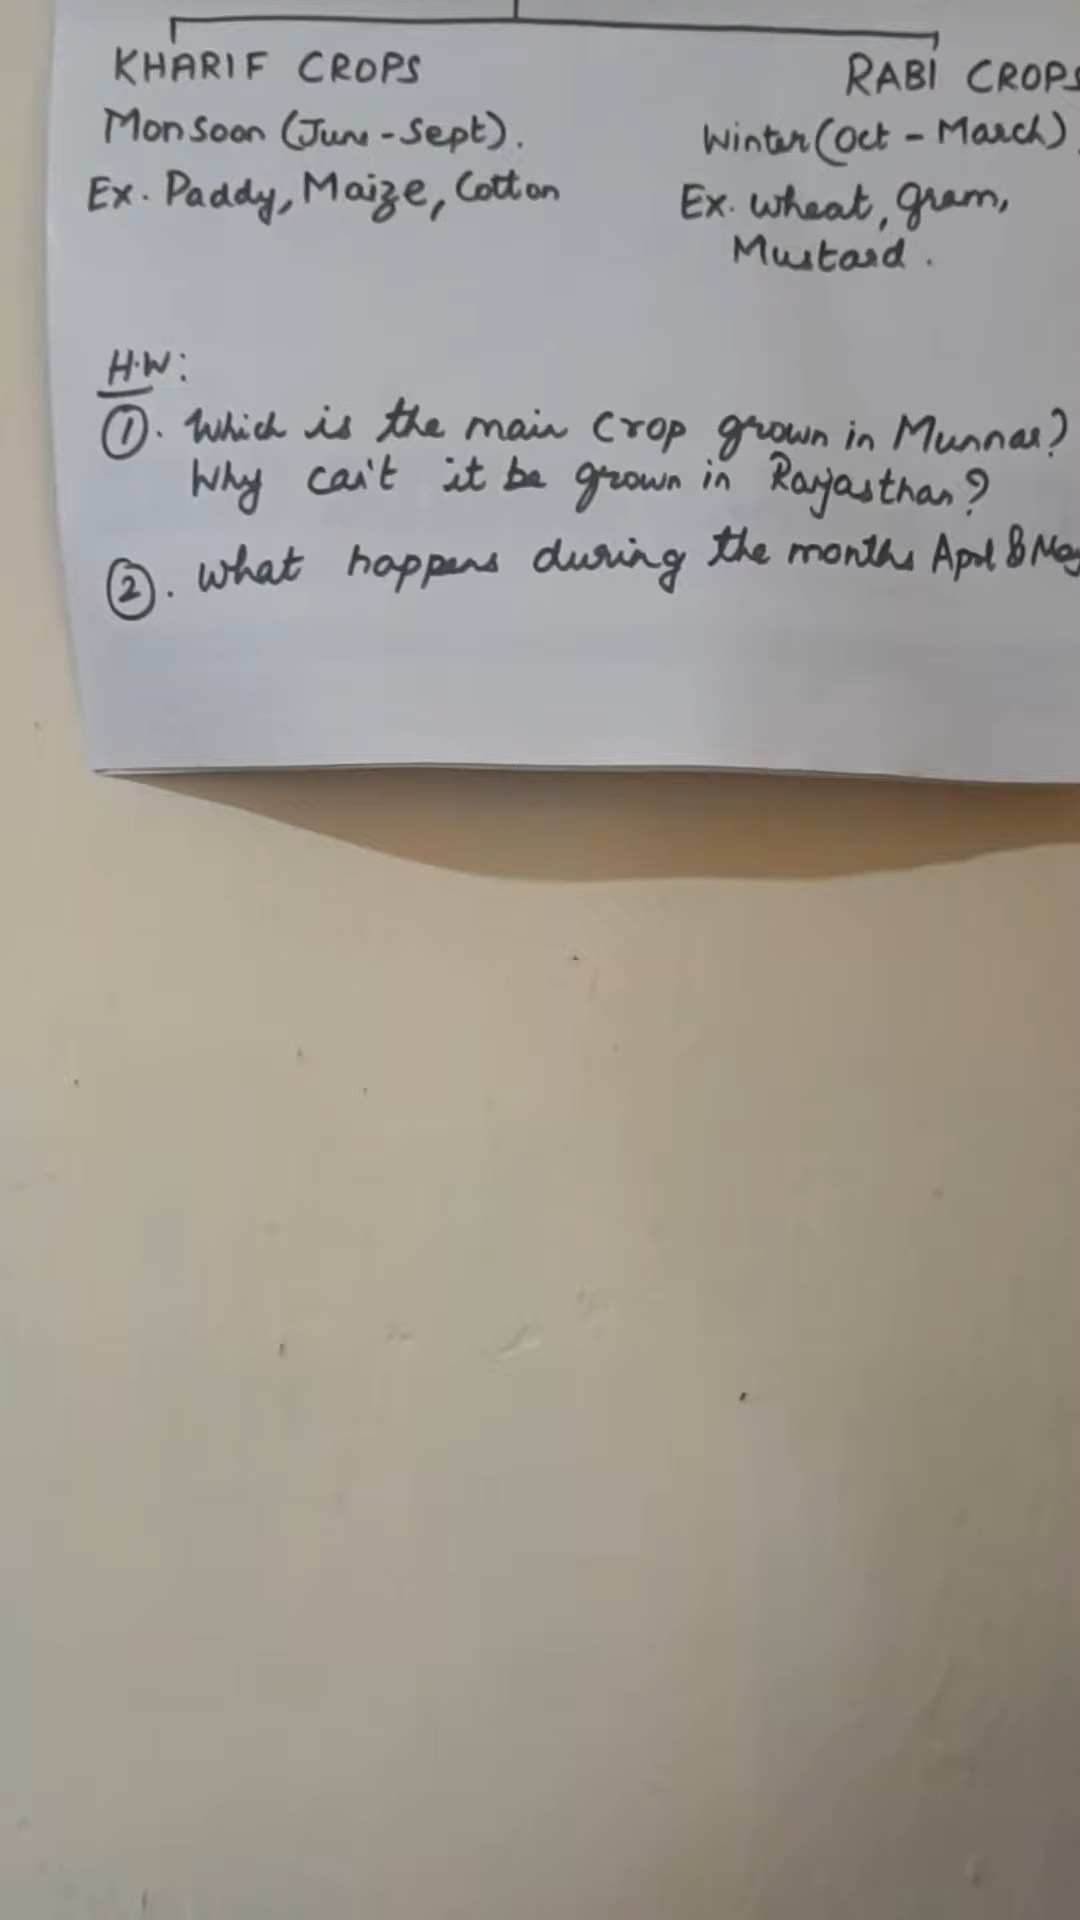 KHARIF CROPS
RABI CROPS
Monsoon (June - Sept).
Winter (Oct - March)
Ex. Paddy, Maize, Cotton
Ex. Wheat, gram,
Mustard.
H.W:
1. Which is the main crop grown in Munnar?
Why can't it be grown in Rajasthan?
2. What happens during the months April & May